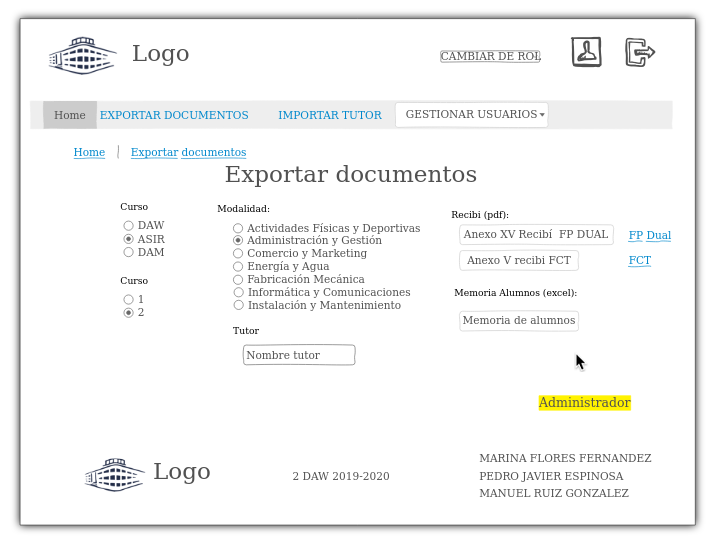 Logo
CAMBIAR DE ROL
Home EXPORTAR DOCUMENTOS IMPORTAR TUTOR GESTIONAR USUARIOS
Home | Exportar documentos
Exportar documentos
Curso
DAW
ASIR
DAM
Curso
1
2
Modalidad:
Actividades Físicas y Deportivas
Administración y Gestión
Comercio y Marketing
Energía y Agua
Fabricación Mecánica
Informática y Comunicaciones
Instalación y Mantenimiento
Tutor
Nombre tutor
Recibi (pdf):
Anexo XV Recibí FP DUAL FP Dual
Anexo V recibi FCT FCT
Memoria Alumnos (excel):
Memoria de alumnos
Administrador
Logo
2 DAW 2019-2020
MARINA FLORES FERNANDEZ
PEDRO JAVIER ESPINOSA
MANUEL RUIZ GONZALEZ